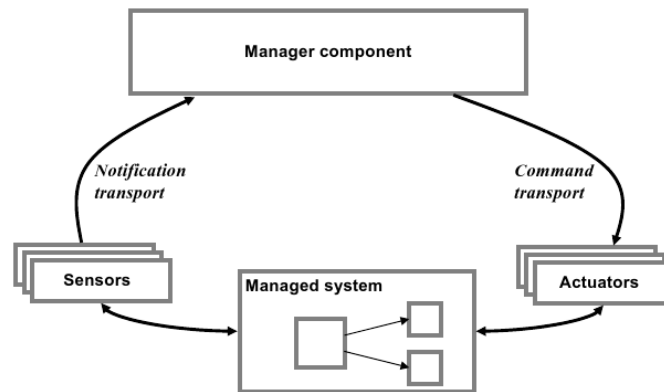 Manager component
Notification
transport
Command
transport
Sensors
Managed system
Actuators